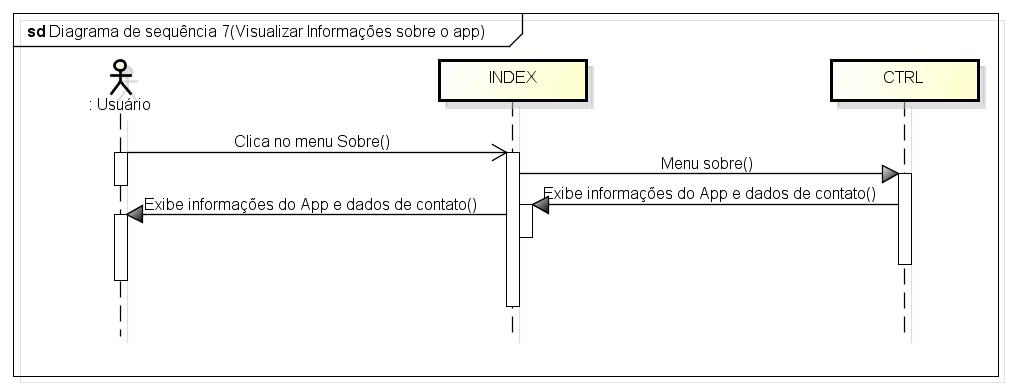 sd Diagrama de sequência 7(Visualizar Informações sobre o app)
: Usuário
INDEX
CTRL
Clica no menu Sobre()
Menu sobre()
Exibe informações do App e dados de contato()
Exibe informações do App e dados de contato()